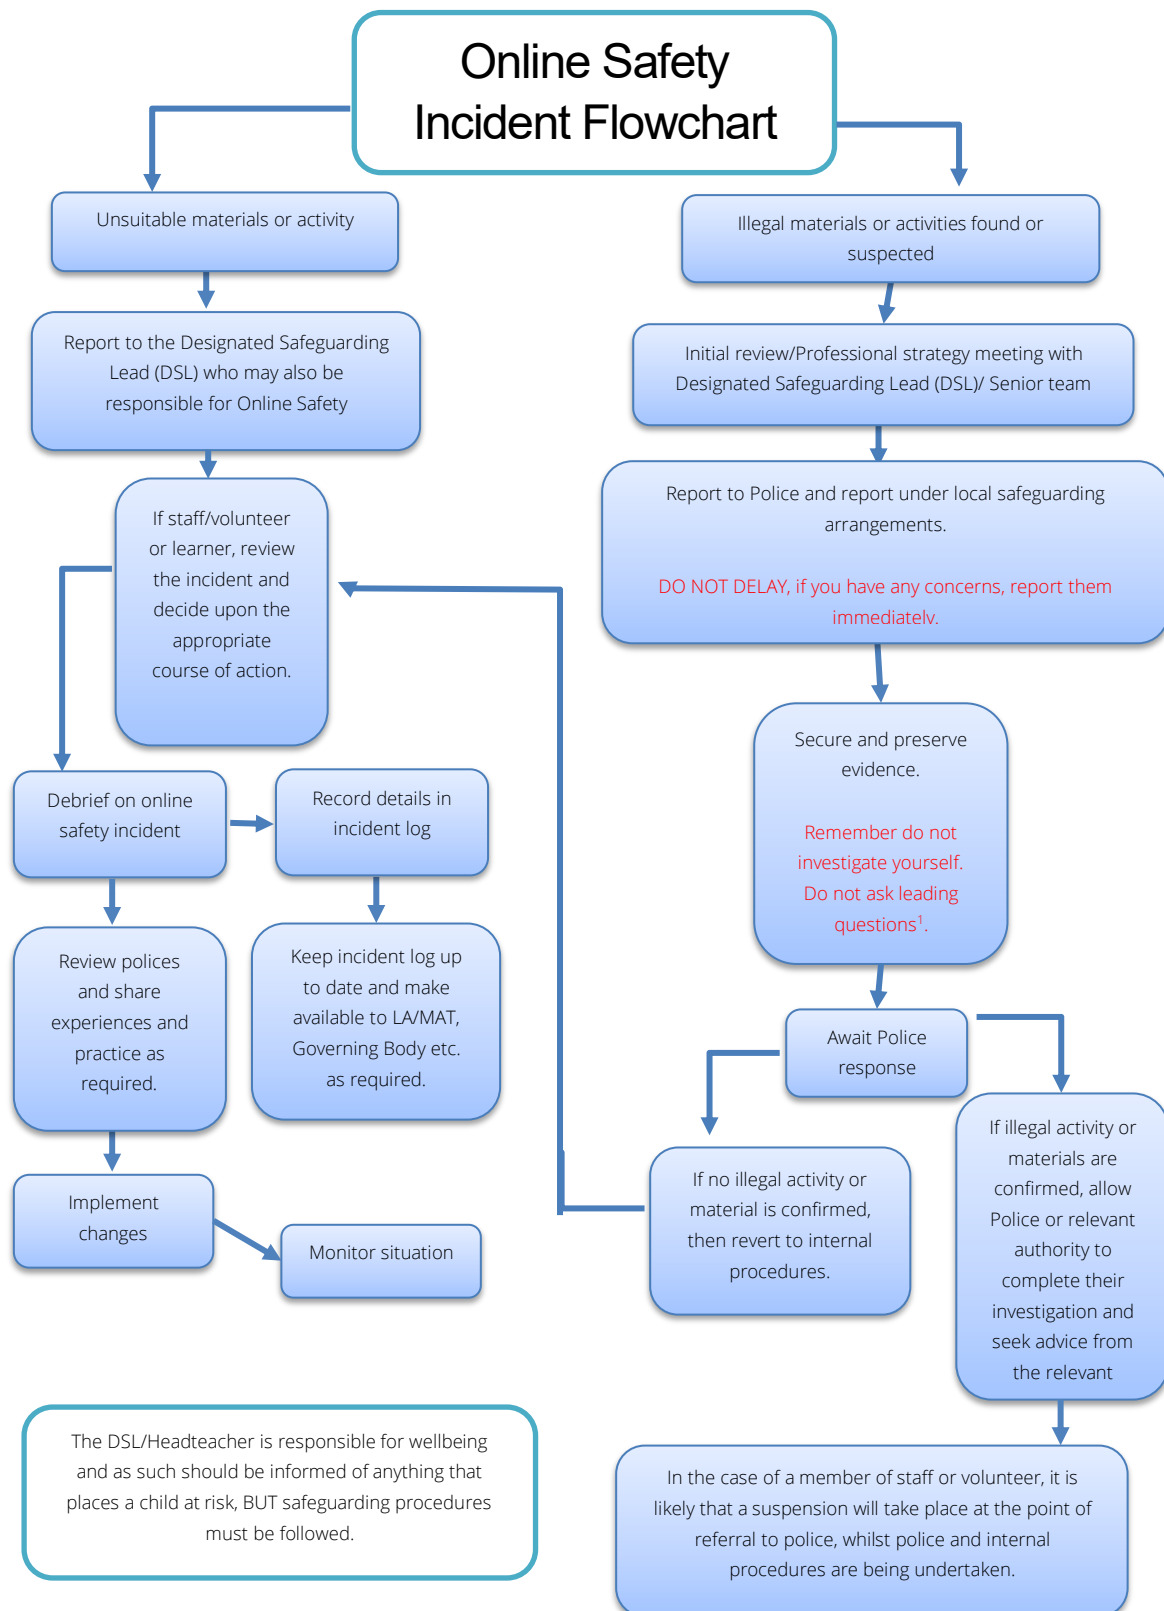 Online Safety
Incident Flowchart
Unsuitable materials or activity
Report to the Designated Safeguarding
Lead (DSL) who may also be
responsible for Online Safety
If staff/volunteer
or learner, review
the incident and
decide upon the
appropriate
course of action.
Debrief on online
safety incident
Record details in
incident log
Review polices
and share
experiences and
practice as
required.
Keep incident log up
to date and make
available to LA/MAT,
Governing Body etc.
as required.
Implement
changes
Monitor situation
Illegal materials or activities found or
suspected
Initial review/Professional strategy meeting with
Designated Safeguarding Lead (DSL)/ Senior team
Report to Police and report under local safeguarding
arrangements.
DO NOT DELAY, if you have any concerns, report them
immediately.
Secure and preserve
evidence.
Remember do not
investigate yourself.
Do not ask leading
questions¹.
Await Police
response
If no illegal activity or
material is confirmed,
then revert to internal
procedures.
If illegal activity or
materials are
confirmed, allow
Police or relevant
authority to
complete their
investigation and
seek advice from
the relevant
In the case of a member of staff or volunteer, it is
likely that a suspension will take place at the point of
referral to police, whilst police and internal
procedures are being undertaken.
The DSL/Headteacher is responsible for wellbeing
and as such should be informed of anything that
places a child at risk, BUT safeguarding procedures
must be followed.